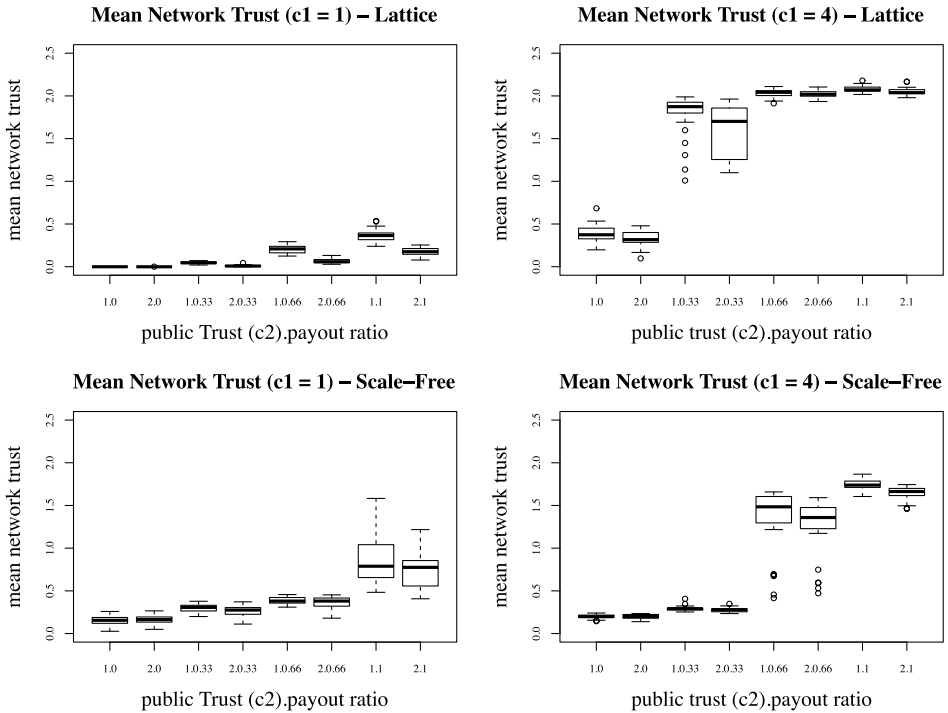 Mean Network Trust (c1 = 1) – Lattice
mean network trust
0.0 0.5 1.0 1.5 2.0 2.5
1.0 2.0 1.0.33 2.0.33 1.0.66 2.0.66 1.1 2.1
public Trust (c2).payout ratio
Mean Network Trust (c1 = 4) – Lattice
mean network trust
0.0 0.5 1.0 1.5 2.0 2.5
1.0 2.0 1.0.33 2.0.33 1.0.66 2.0.66 1.1 2.1
public trust (c2).payout ratio
Mean Network Trust (c1 = 1) – Scale–Free
mean network trust
0.0 0.5 1.0 1.5 2.0 2.5
1.0 2.0 1.0.33 2.0.33 1.0.66 2.0.66 1.1 2.1
public Trust (c2).payout ratio
Mean Network Trust (c1 = 4) – Scale–Free
mean network trust
0.0 0.5 1.0 1.5 2.0 2.5
1.0 2.0 1.0.33 2.0.33 1.0.66 2.0.66 1.1 2.1
public trust (c2).payout ratio